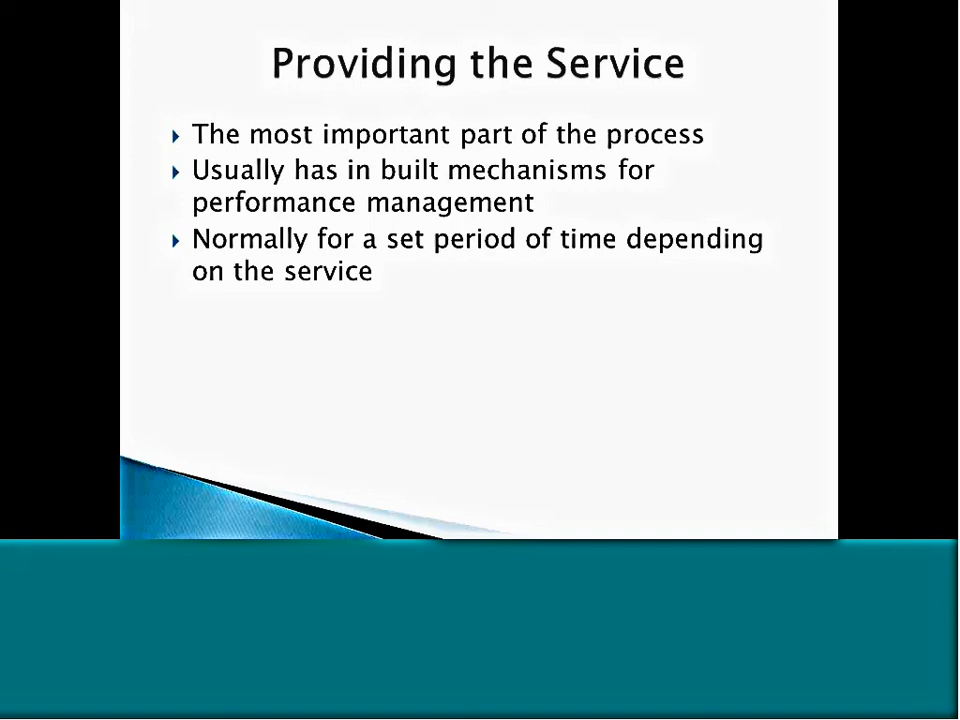 Providing the Service
The most important part of the process
Usually has in built mechanisms for
performance management
Normally for a set period of time depending
on the service